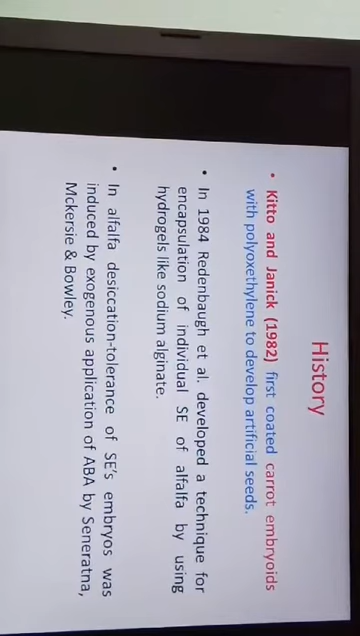 History
• Kitto and Janick (1982) first coated carrot embryoids
with polyoxethylene to develop artificial seeds.
• In 1984 Redenbaugh et al. developed a technique for
encapsulation of individual SE of alfalfa by using
hydrogels like sodium alginate.
• In alfalfa desiccation-tolerance of SE's embryos was
induced by exogenous application of ABA by Seneratna,
Mckersie & Bowley.